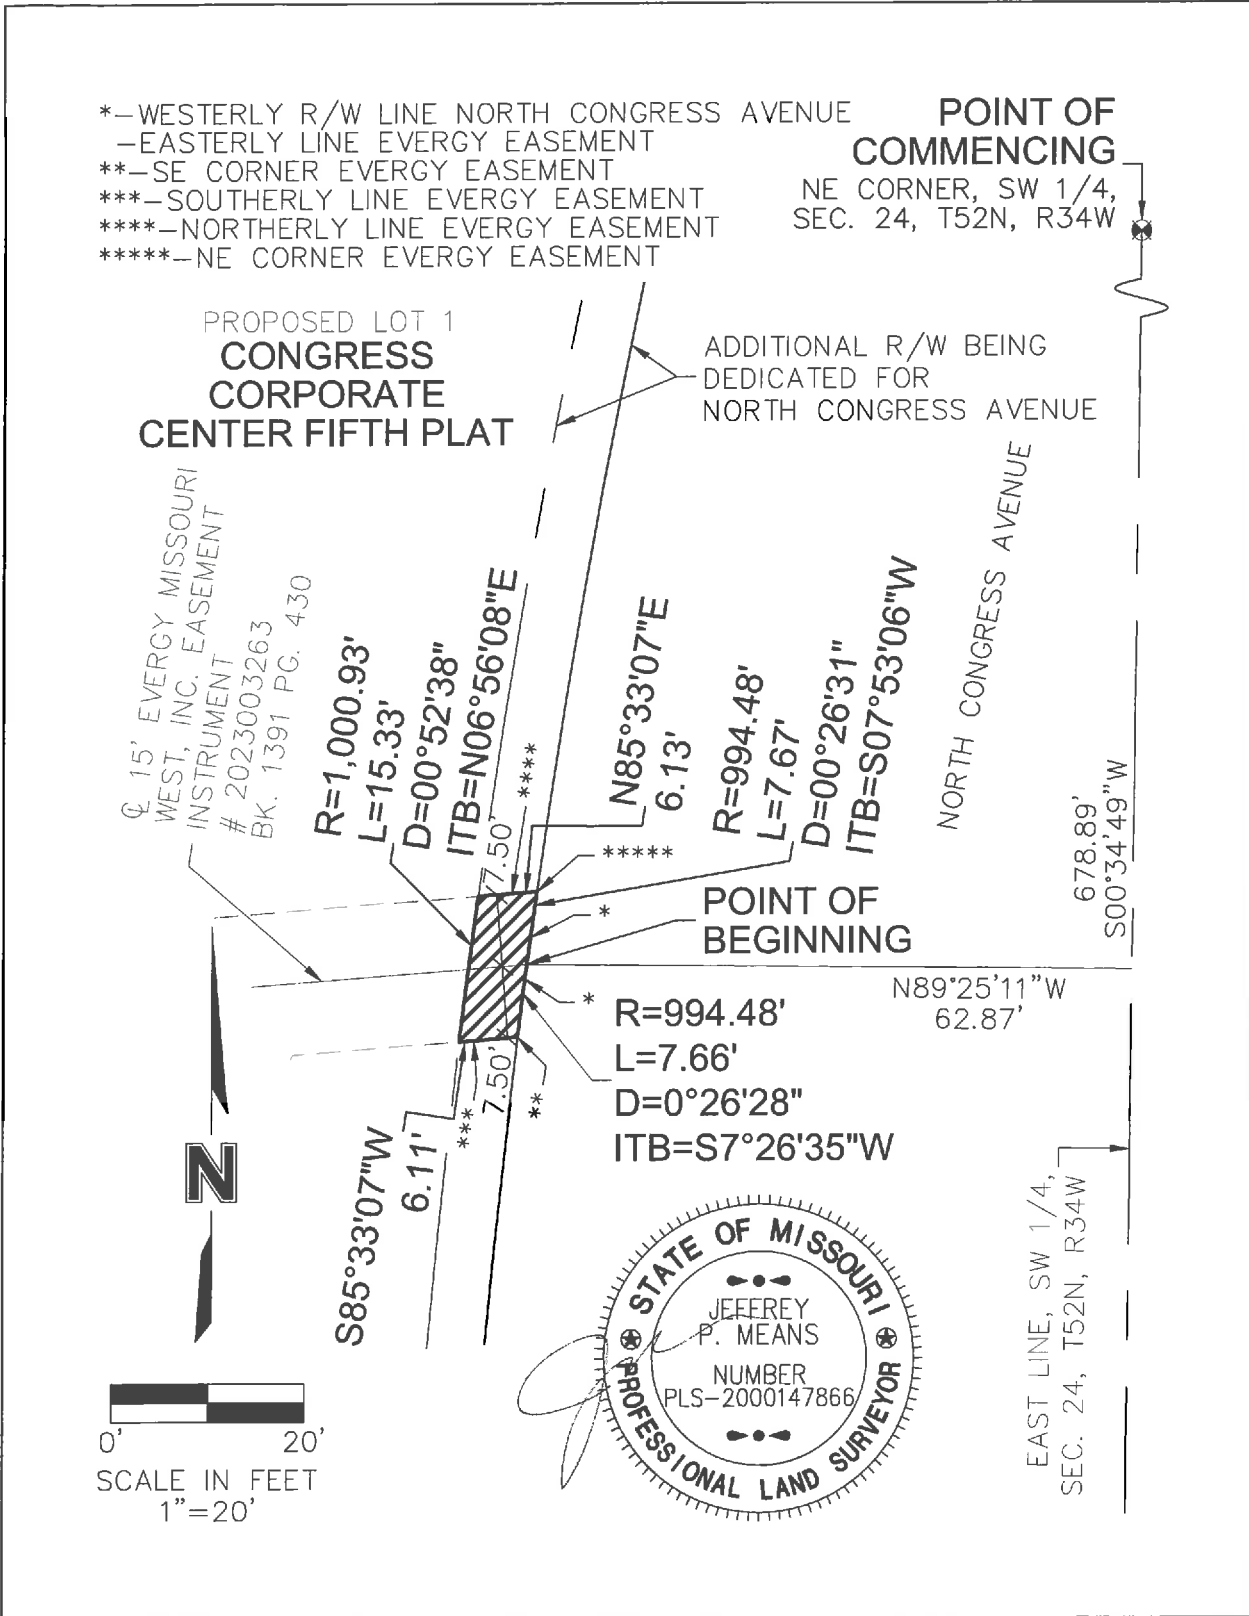 *-WESTERLY R/W LINE NORTH CONGRESS AVENUE
-EASTERLY LINE EVERGY EASEMENT
**-SE CORNER EVERGY EASEMENT
***-SOUTHERLY LINE EVERGY EASEMENT
****-NORTHERLY LINE EVERGY EASEMENT
*****-NE CORNER EVERGY EASEMENT
POINT OF
COMMENCING
NE CORNER, SW 1/4,
SEC. 24, T52N, R34W
PROPOSED LOT 1
CONGRESS
CORPORATE
CENTER FIFTH PLAT
ADDITIONAL R/W BEING
DEDICATED FOR
NORTH CONGRESS AVENUE
℄ 15' EVERGY MISSOURI
WEST, INC. EASEMENT
INSTRUMENT
# 2023003263
BK. 1391 PG. 430
R=1,000.93'
L=15.33'
D=00°52'38"
ITB=N06°56'08"E
7.50'
****
N85°33'07"E
6.13'
*****
R=994.48'
L=7.67'
D=00°26'31"
ITB=S07°53'06"W
NORTH CONGRESS AVENUE
678.89'
S00°34'49"W
*
POINT OF
BEGINNING
N89°25'11"W
62.87'
*
R=994.48'
L=7.66'
D=0°26'28"
ITB=S7°26'35"W
S85°33'07"W
6.11'
***
7.50'
**
N
EAST LINE, SW 1/4,
SEC. 24, T52N, R34W
STATE OF MISSOURI
JEFFREY
P. MEANS
NUMBER
PLS-2000147866
PROFESSIONAL LAND SURVEYOR
0' 20'
SCALE IN FEET
1"=20'